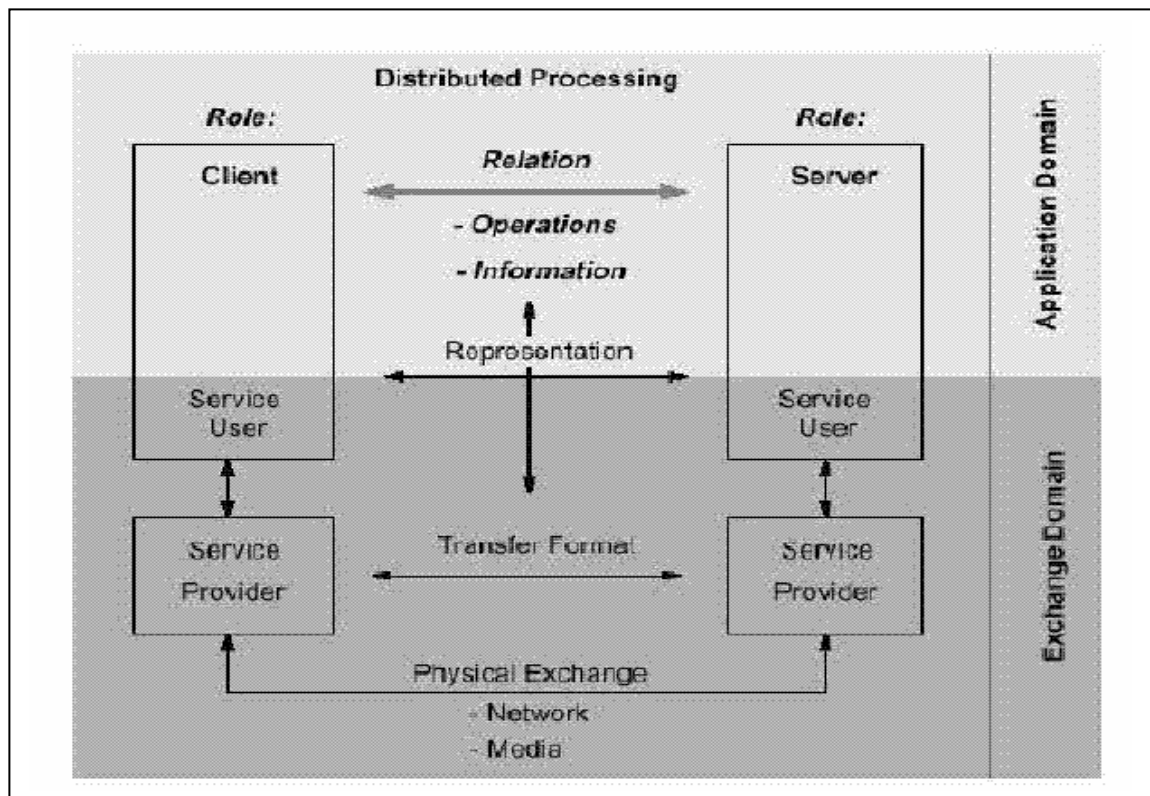 Distributed Processing
Role:
Role:
Client
Relation
Server
- Operations
- Information
Representation
Service
User
Service
User
Service
Provider
Transfer Format
Service
Provider
Physical Exchange
- Network
- Media
Application Domain
Exchange Domain